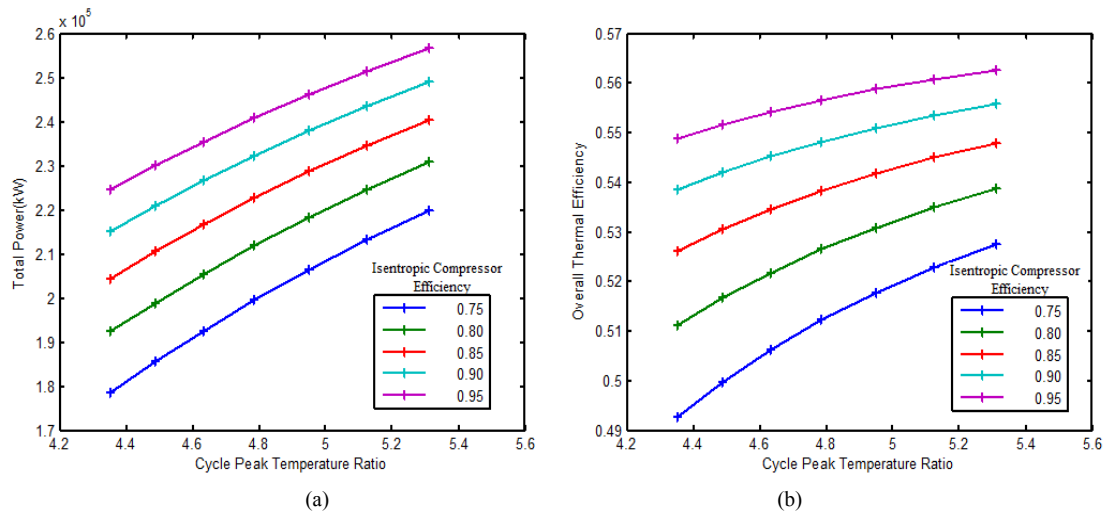 x 10^5
2.6
2.5
2.4
2.3
2.2
2.1
2
1.9
1.8
1.7
Total Power(kW)
4.2 4.4 4.6 4.8 5 5.2 5.4 5.6
Cycle Peak Temperature Ratio
Isentropic Compressor
Efficiency
0.75
0.80
0.85
0.90
0.95
(a)
0.57
0.56
0.55
0.54
0.53
0.52
0.51
0.5
0.49
Overall Thermal Efficiency
4.2 4.4 4.6 4.8 5 5.2 5.4 5.6
Cycle Peak Temperature Ratio
Isentropic Compressor
Efficiency
0.75
0.80
0.85
0.90
0.95
(b)